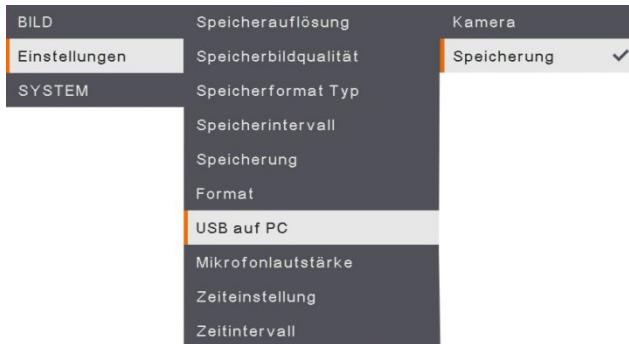 BILD
Einstellungen
SYSTEM
Speicherauflösung
Speicherbildqualität
Speicherformat Typ
Speicherintervall
Speicherung
Format
USB auf PC
Mikrofonlautstärke
Zeiteinstellung
Zeitintervall
Kamera
Speicherung